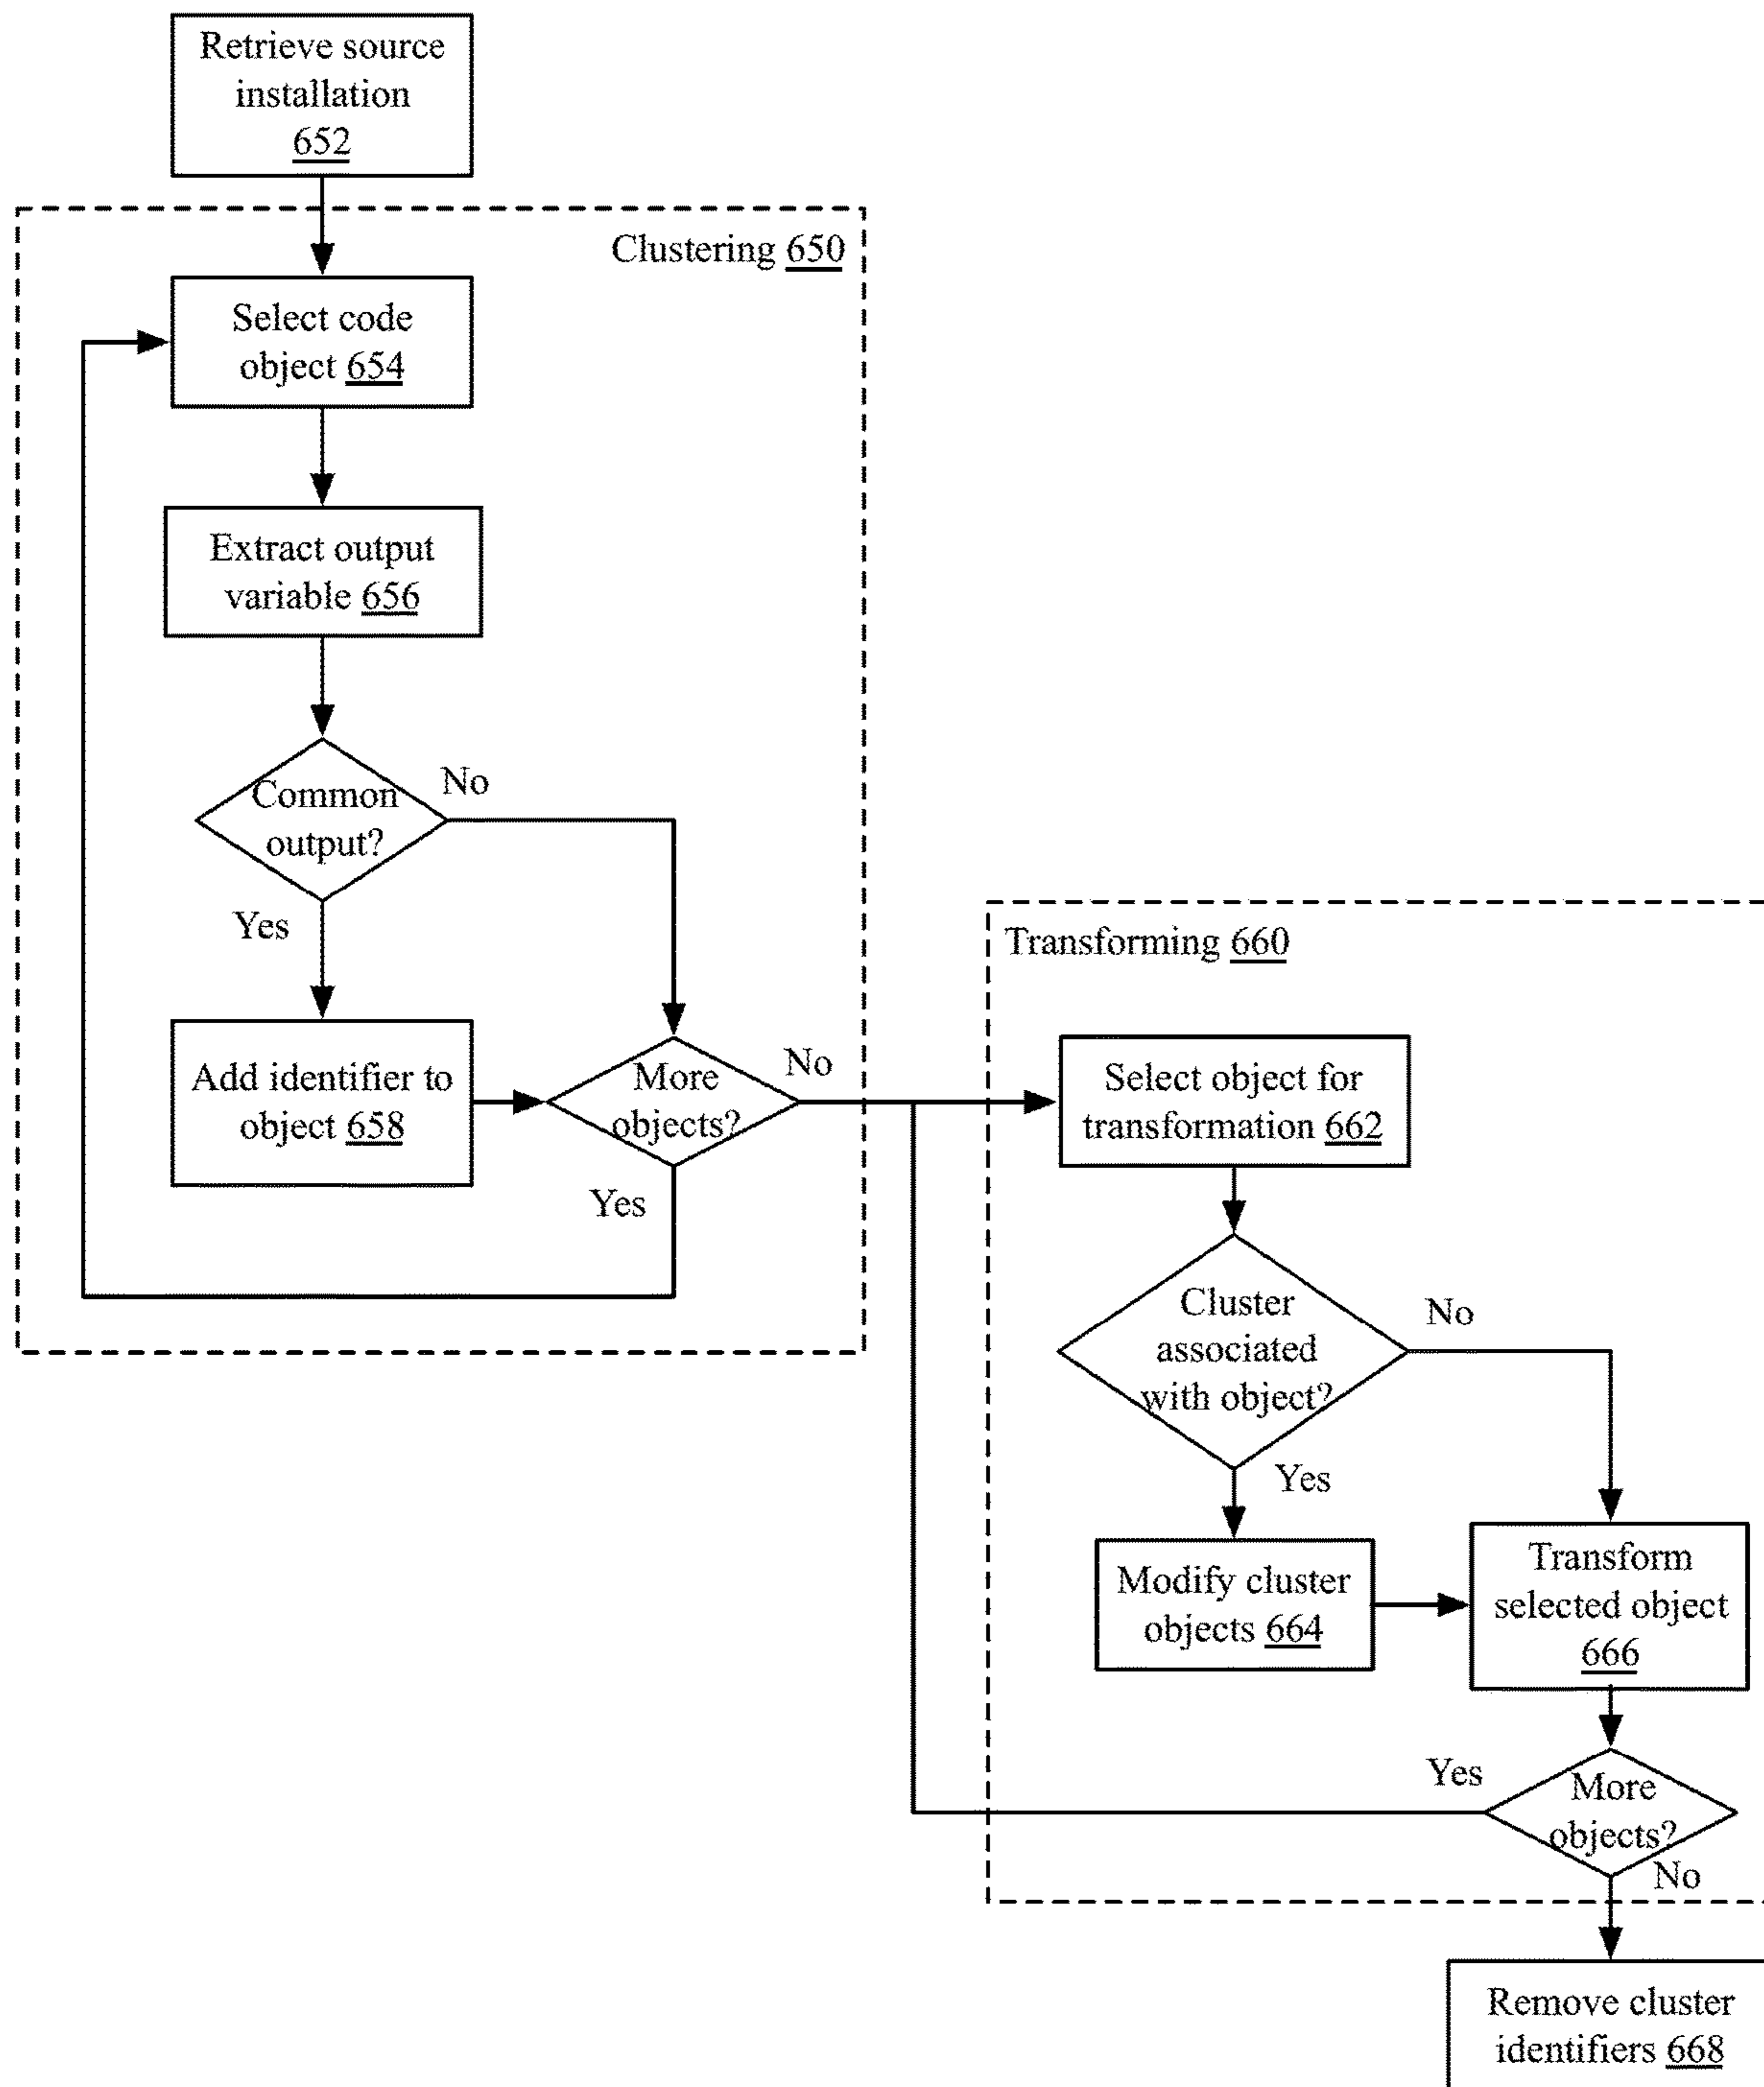 Retrieve source
installation
652
Clustering 650
Select code
object 654
Extract output
variable 656
Common
output?
No
Yes
Add identifier to
object 658
More
objects?
No
Yes
Transforming 660
Select object for
transformation 662
Cluster
associated
with object?
No
Yes
Modify cluster
objects 664
Transform
selected object
666
More
objects?
Yes
No
Remove cluster
identifiers 668